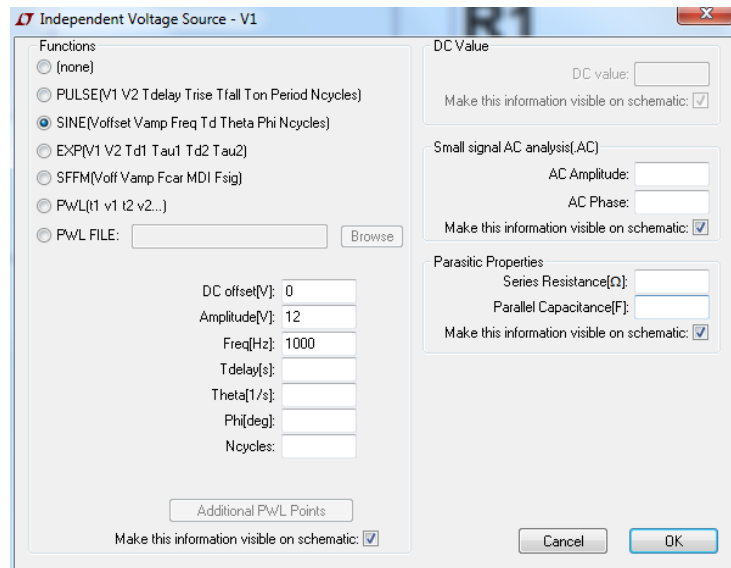 Independent Voltage Source - V1
R1
Functions
(none)
PULSE(V1 V2 Tdelay Trise Tfall Ton Period Ncycles)
SINE(Voffset Vamp Freq Td Theta Phi Ncycles)
EXP(V1 V2 Td1 Tau1 Td2 Tau2)
SFFM(Voff Vamp Fcar MDI Fsig)
PWL(t1 v1 t2 v2...)
PWL FILE: Browse
DC offset[V]: 0
Amplitude[V]: 12
Freq[Hz]: 1000
Tdelay[s]:
Theta[1/s]:
Phi[deg]:
Ncycles:
Additional PWL Points
Make this information visible on schematic:
DC Value
DC value:
Make this information visible on schematic:
Small signal AC analysis(.AC)
AC Amplitude:
AC Phase:
Make this information visible on schematic:
Parasitic Properties
Series Resistance[Ω]:
Parallel Capacitance[F]:
Make this information visible on schematic:
Cancel OK